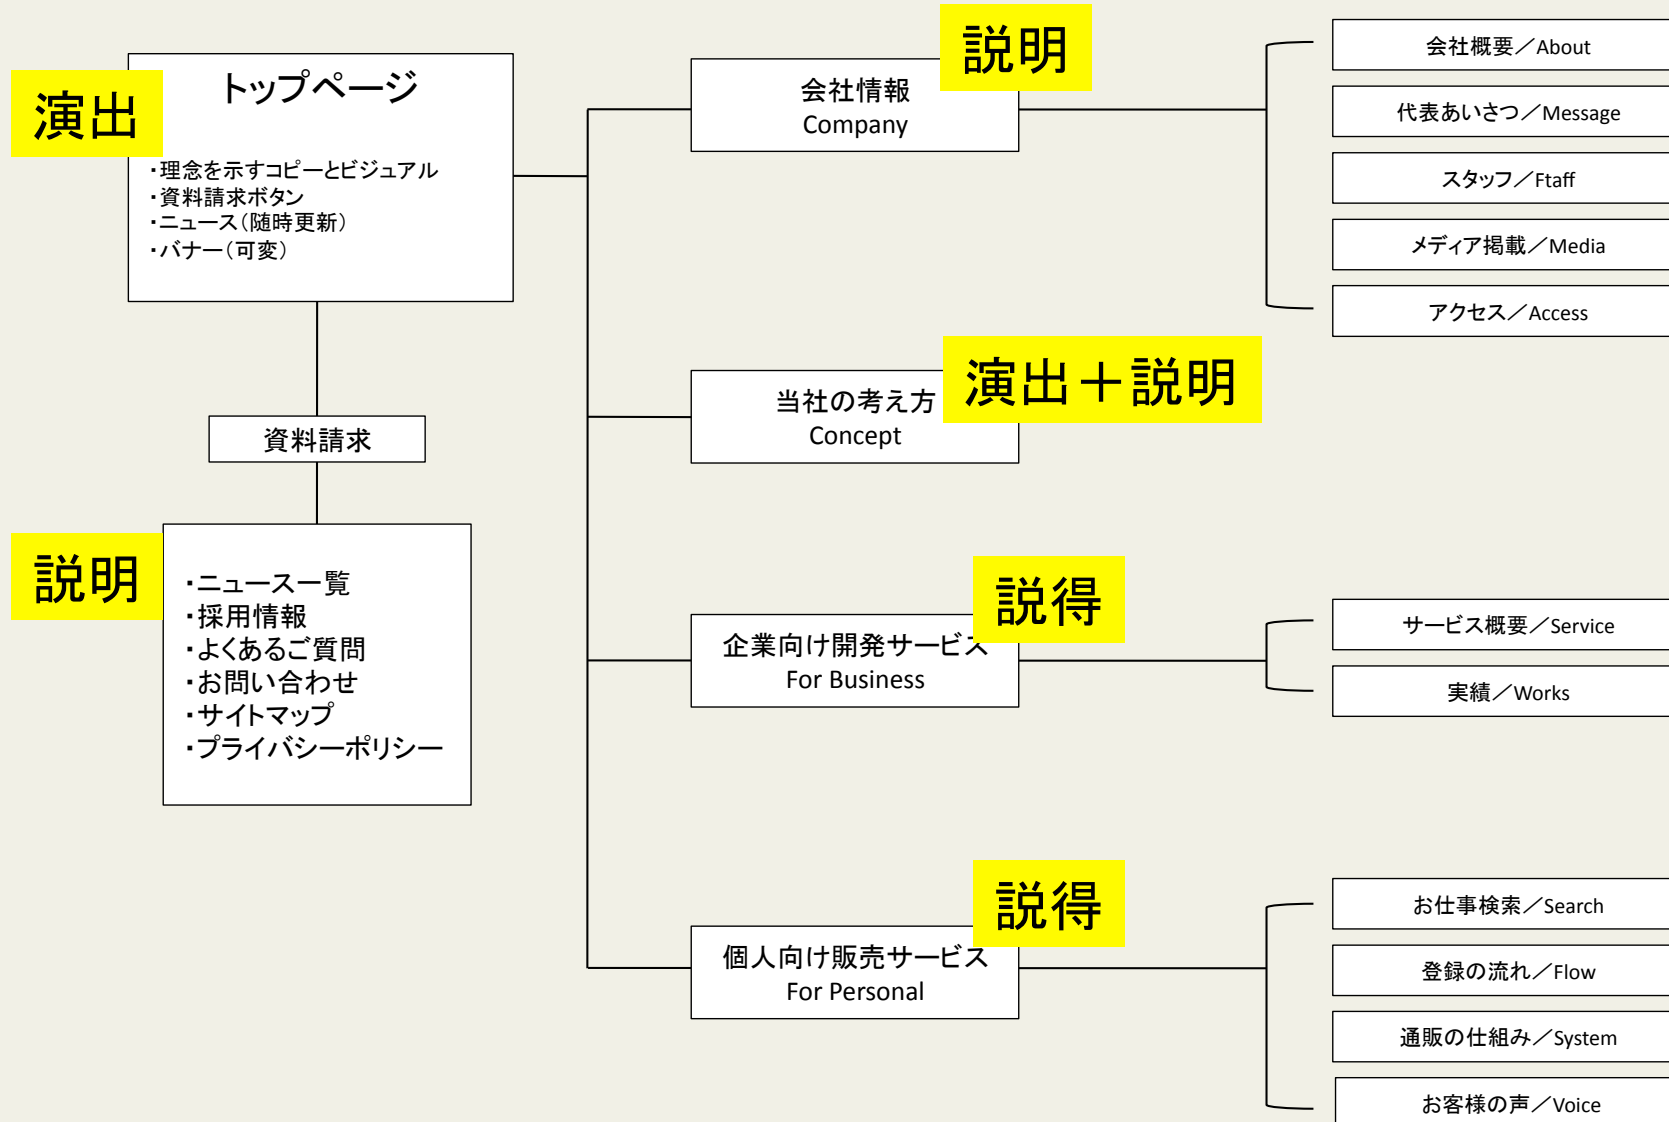 演出
トップページ
・理念を示すコピーとビジュアル
・資料請求ボタン
・ニュース(随時更新)
・バナー(可変)
資料請求
説明
・ニュース一覧
・採用情報
・よくあるご質問
・お問い合わせ
・サイトマップ
・プライバシーポリシー
説明
会社情報
Company
会社概要／About
代表あいさつ／Message
スタッフ／Ftaff
メディア掲載／Media
アクセス／Access
演出＋説明
当社の考え方
Concept
説得
企業向け開発サービス
For Business
サービス概要／Service
実績／Works
説得
個人向け販売サービス
For Personal
お仕事検索／Search
登録の流れ／Flow
通販の仕組み／System
お客様の声／Voice